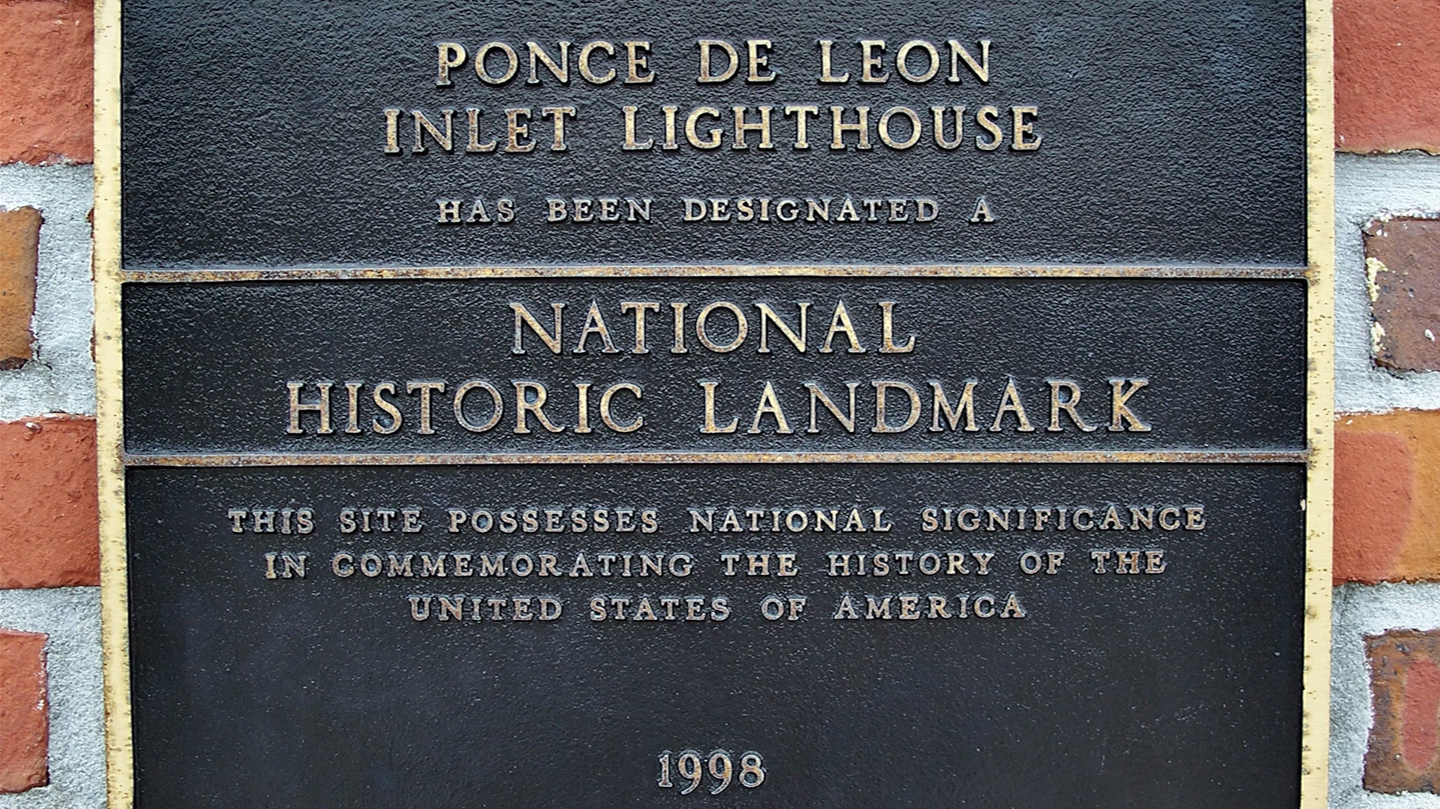 PONCE DE LEON
INLET LIGHTHOUSE
HAS BEEN DESIGNATED A
NATIONAL
HISTORIC LANDMARK
THIS SITE POSSESSES NATIONAL SIGNIFICANCE
IN COMMEMORATING THE HISTORY OF THE
UNITED STATES OF AMERICA
1998